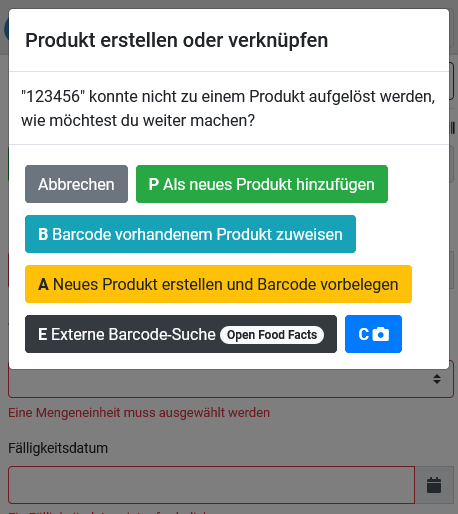 Produkt erstellen oder verknüpfen
"123456" konnte nicht zu einem Produkt aufgelöst werden,
wie möchtest du weiter machen?
Abbrechen
P Als neues Produkt hinzufügen
B Barcode vorhandenem Produkt zuweisen
A Neues Produkt erstellen und Barcode vorbelegen
E Externe Barcode-Suche Open Food Facts
C
Eine Mengeneinheit muss ausgewählt werden
Fälligkeitsdatum